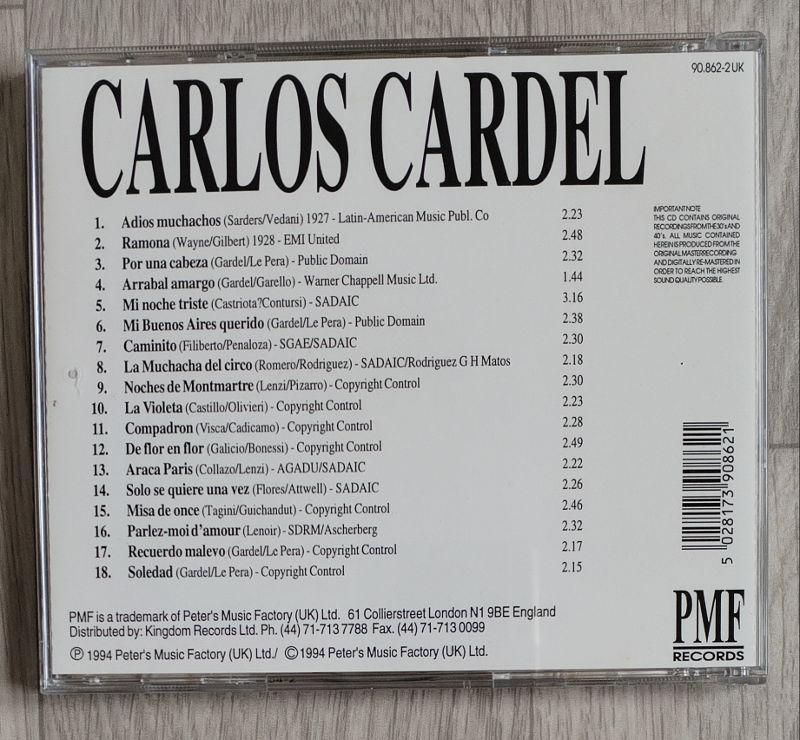 90.862-2 UK
CARLOS CARDEL
1. Adios muchachos (Sarders/Vedani) 1927 - Latin-American Music Publ. Co 2.23
2. Ramona (Wayne/Gilbert) 1928 - EMI United 2.48
3. Por una cabeza (Gardel/Le Pera) - Public Domain 2.32
4. Arrabal amargo (Gardel/Garello) - Warner Chappell Music Ltd. 1.44
5. Mi noche triste (Castriota?Contursi) - SADAIC 3.16
6. Mi Buenos Aires querido (Gardel/Le Pera) - Public Domain 2.38
7. Caminito (Filiberto/Penaloza) - SGAE/SADAIC 2.30
8. La Muchacha del circo (Romero/Rodriguez) - SADAIC/Rodriguez G H Matos 2.18
9. Noches de Montmartre (Lenzi/Pizarro) - Copyright Control 2.30
10. La Violeta (Castillo/Olivieri) - Copyright Control 2.23
11. Compadron (Visca/Cadicamo) - Copyright Control 2.28
12. De flor en flor (Galicio/Bonessi) - Copyright Control 2.49
13. Araca Paris (Collazo/Lenzi) - AGADU/SADAIC 2.22
14. Solo se quiere una vez (Flores/Attwell) - SADAIC 2.26
15. Misa de once (Tagini/Guichandut) - Copyright Control 2.46
16. Parlez-moi d'amour (Lenoir) - SDRM/Ascherberg 2.32
17. Recuerdo malevo (Gardel/Le Pera) - Copyright Control 2.17
18. Soledad (Gardel/Le Pera) - Copyright Control 2.15
IMPORTANT NOTE
THIS CD CONTAINS ORIGINAL
RECORDINGS FROM THE 30's AND
40's. ALL MUSIC CONTAINED
HEREIN IS PRODUCED FROM THE
ORIGINAL MASTERRECORDING
AND DIGITALLY RE-MASTERED IN
ORDER TO REACH THE HIGHEST
SOUND QUALITY POSSIBLE.
5 028173 908621
PMF is a trademark of Peter's Music Factory (UK) Ltd. 61 Collierstreet London N1 9BE England
Distributed by: Kingdom Records Ltd. Ph. (44) 71-713 7788 Fax. (44) 71-713 0099
℗ 1994 Peter's Music Factory (UK) Ltd./ © 1994 Peter's Music Factory (UK) Ltd.
PMF
RECORDS